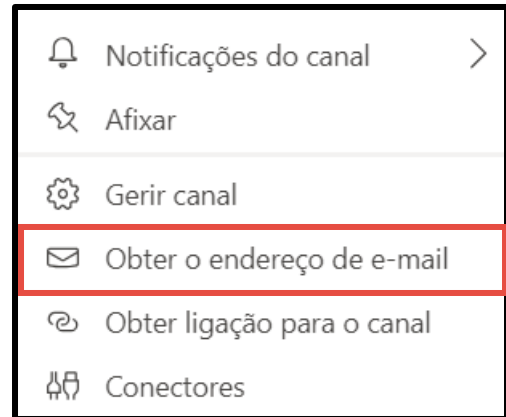 Notificações do canal
Afixar
Gerir canal
Obter o endereço de e-mail
Obter ligação para o canal
Conectores